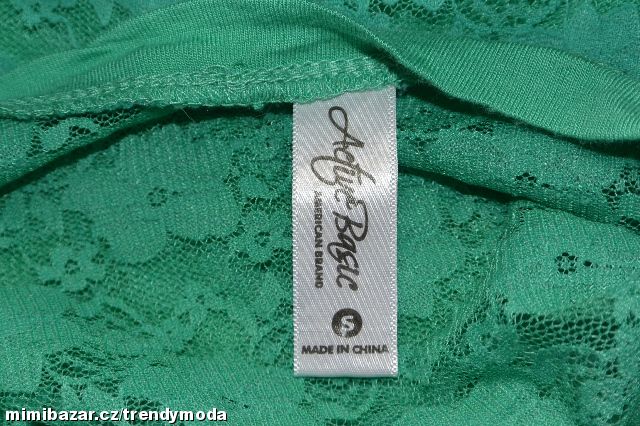 Active Basic
AMERICAN BRAND
S
MADE IN CHINA
mimibazar.cz/trendymoda